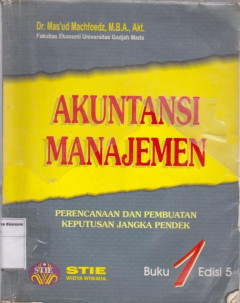 Dr. Mas'ud Machfoedz, M.B.A., Akt.
Fakultas Ekonomi Universitas Gadjah Mada
AKUNTANSI
MANAJEMEN
PERENCANAAN DAN PEMBUATAN
KEPUTUSAN JANGKA PENDEK
STIE
STIE
WIDYA WIWAHA
Buku 1 Edisi 5